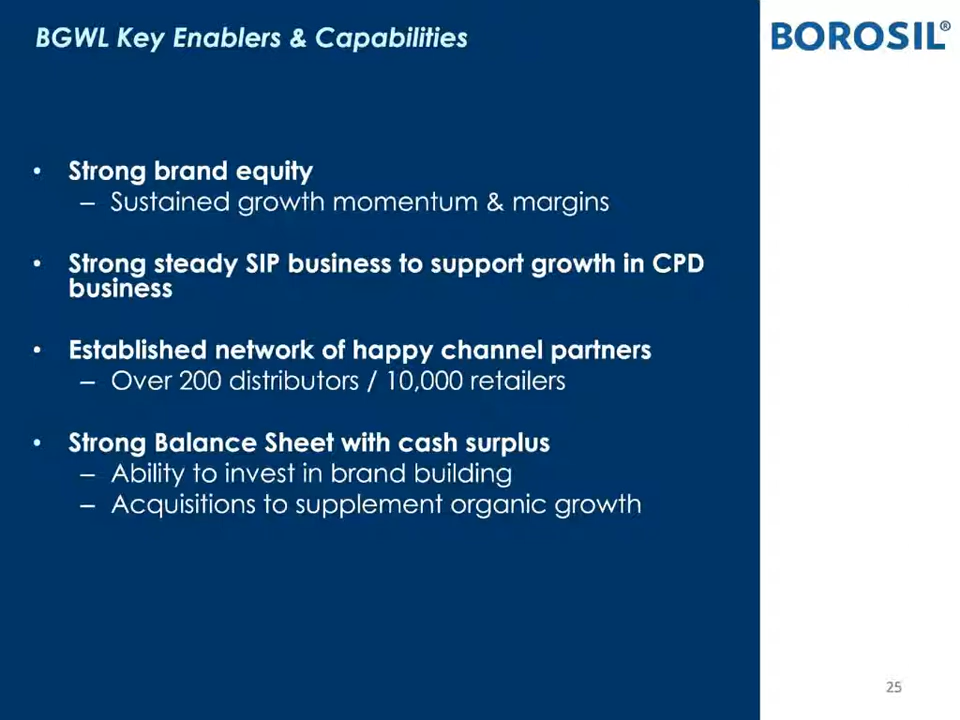 BGWL Key Enablers & Capabilities
BOROSIL®
• Strong brand equity
– Sustained growth momentum & margins
• Strong steady SIP business to support growth in CPD
business
• Established network of happy channel partners
– Over 200 distributors / 10,000 retailers
• Strong Balance Sheet with cash surplus
– Ability to invest in brand building
– Acquisitions to supplement organic growth
25